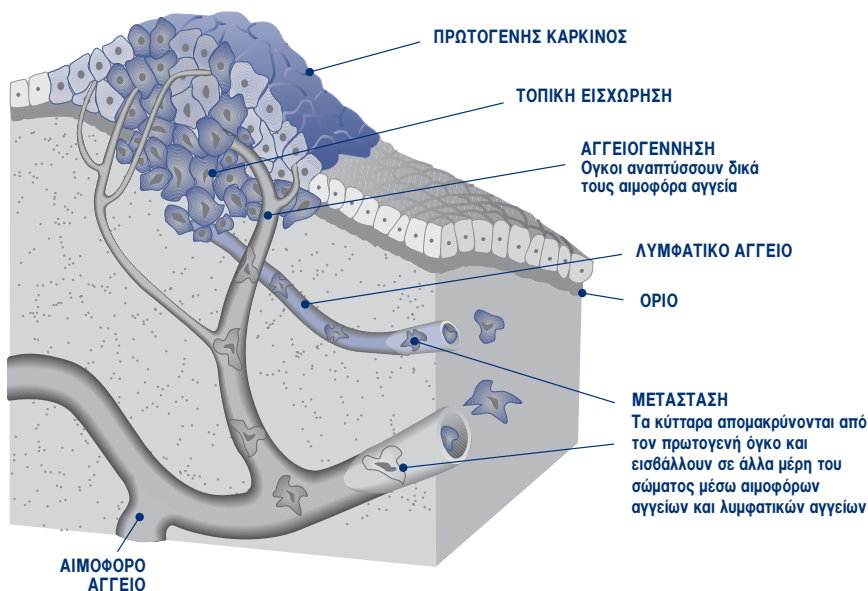 ΠΡΩΤΟΓΕΝΗΣ ΚΑΡΚΙΝΟΣ
ΤΟΠΙΚΗ ΕΙΣΧΩΡΗΣΗ
ΑΓΓΕΙΟΓΕΝΝΗΣΗ
Ογκοι αναπτύσσουν δικά
τους αιμοφόρα αγγεία
ΛΥΜΦΑΤΙΚΟ ΑΓΓΕΙΟ
ΟΡΙΟ
ΜΕΤΑΣΤΑΣΗ
Τα κύτταρα απομακρύνονται από
τον πρωτογενή όγκο και
εισβάλλουν σε άλλα μέρη του
σώματος μέσω αιμοφόρων
αγγείων και λυμφατικών αγγείων
ΑΙΜΟΦΟΡΟ
ΑΓΓΕΙΟ